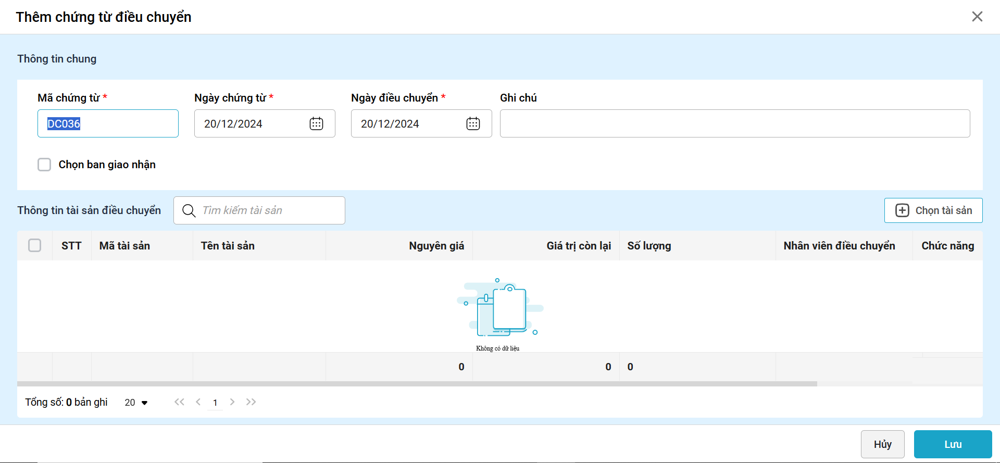 Thêm chứng từ điều chuyển
Thông tin chung
Mã chứng từ * Ngày chứng từ * Ngày điều chuyển * Ghi chú
DC036 20/12/2024 20/12/2024
Chọn ban giao nhận
Thông tin tài sản điều chuyển Tìm kiếm tài sản Chọn tài sản
STT Mã tài sản Tên tài sản Nguyên giá Giá trị còn lại Số lượng Nhân viên điều chuyển Chức năng
Không có dữ liệu
0 0 0
Tổng số: 0 bản ghi 20 1
Hủy Lưu